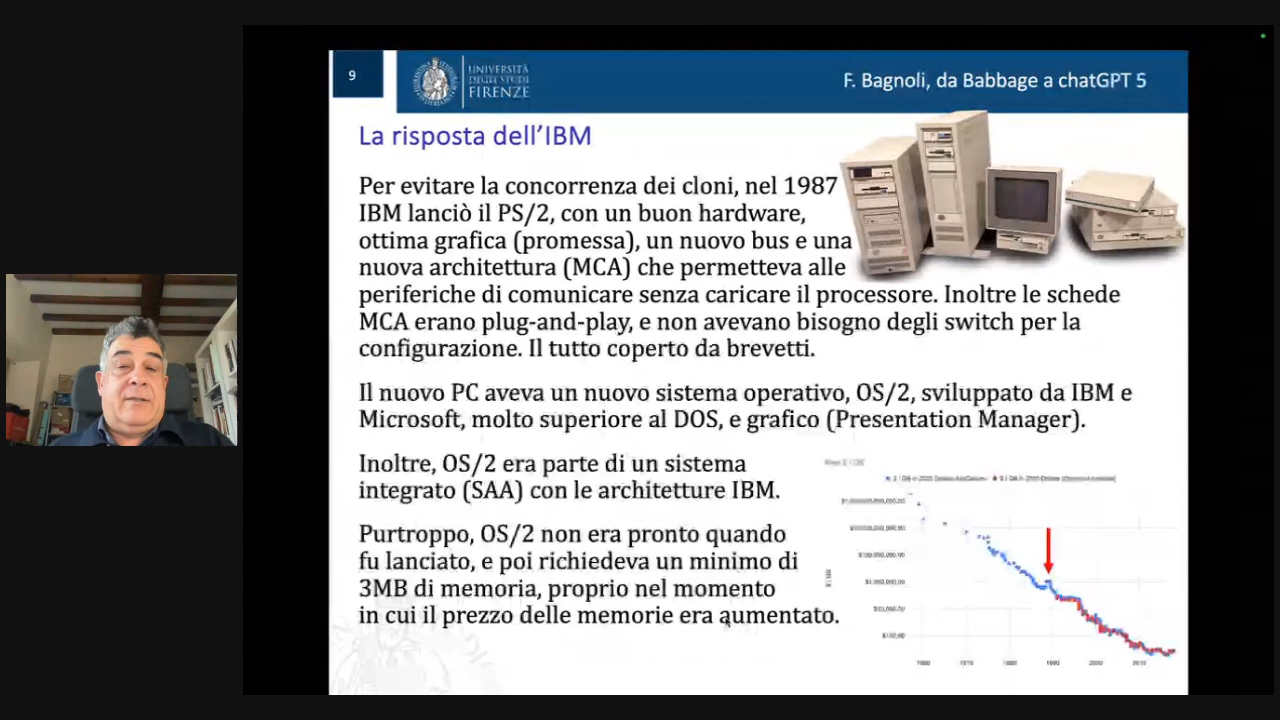 9
UNIVERSITÀ
DEGLI STUDI
FIRENZE
F. Bagnoli, da Babbage a chatGPT 5
La risposta dell'IBM
Per evitare la concorrenza dei cloni, nel 1987
IBM lanciò il PS/2, con un buon hardware,
ottima grafica (promessa), un nuovo bus e una
nuova architettura (MCA) che permetteva alle
periferiche di comunicare senza caricare il processore. Inoltre le schede
MCA erano plug-and-play, e non avevano bisogno degli switch per la
configurazione. Il tutto coperto da brevetti.
Il nuovo PC aveva un nuovo sistema operativo, OS/2, sviluppato da IBM e
Microsoft, molto superiore al DOS, e grafico (Presentation Manager).
Inoltre, OS/2 era parte di un sistema
integrato (SAA) con le architetture IBM.
Purtroppo, OS/2 non era pronto quando
fu lanciato, e poi richiedeva un minimo di
3MB di memoria, proprio nel momento
in cui il prezzo delle memorie era aumentato.
1980
1990
2000
2010